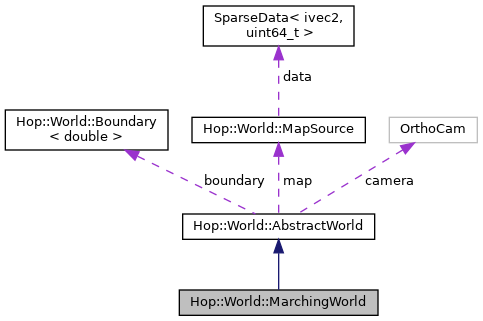 SparseData< ivec2,
uint64_t >
data
Hop::World::Boundary
< double >
Hop::World::MapSource
OrthoCam
boundary
map
camera
Hop::World::AbstractWorld
Hop::World::MarchingWorld